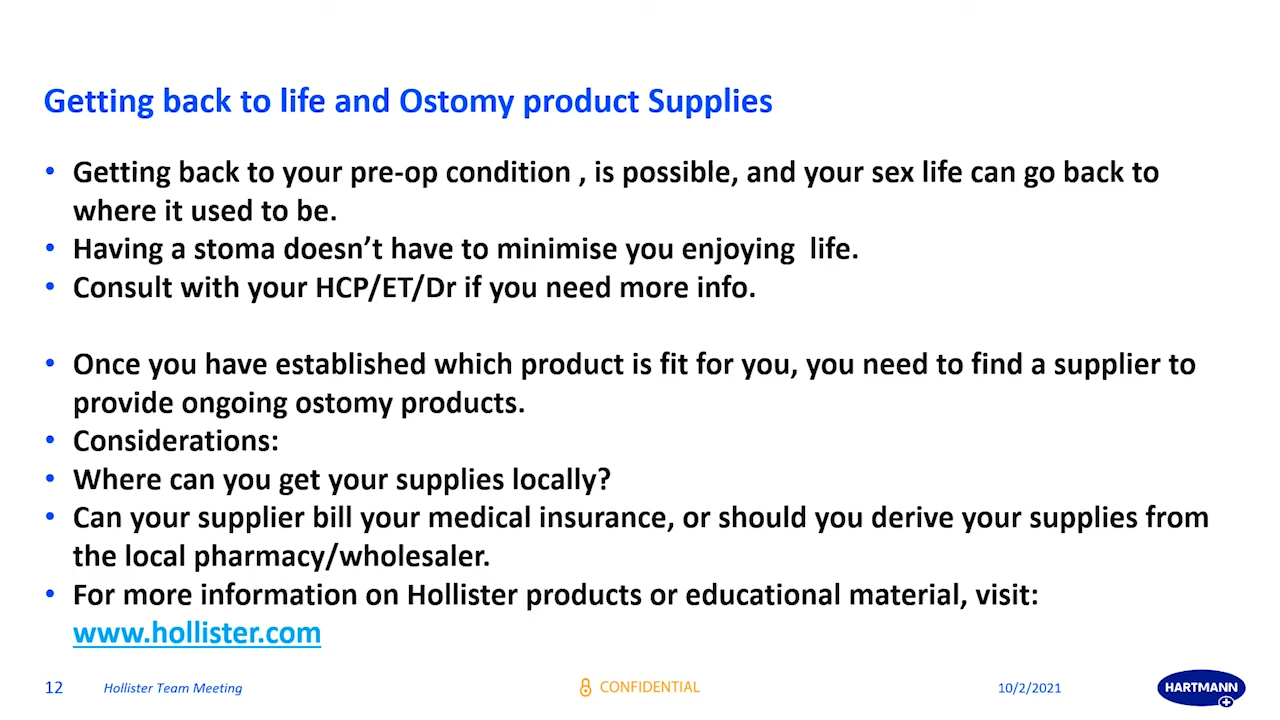 Getting back to life and Ostomy product Supplies
• Getting back to your pre-op condition , is possible, and your sex life can go back to
where it used to be.
• Having a stoma doesn’t have to minimise you enjoying  life.
• Consult with your HCP/ET/Dr if you need more info.
• Once you have established which product is fit for you, you need to find a supplier to
provide ongoing ostomy products.
• Considerations:
• Where can you get your supplies locally?
• Can your supplier bill your medical insurance, or should you derive your supplies from
the local pharmacy/wholesaler.
• For more information on Hollister products or educational material, visit:
www.hollister.com
12 Hollister Team Meeting CONFIDENTIAL 10/2/2021 HARTMANN